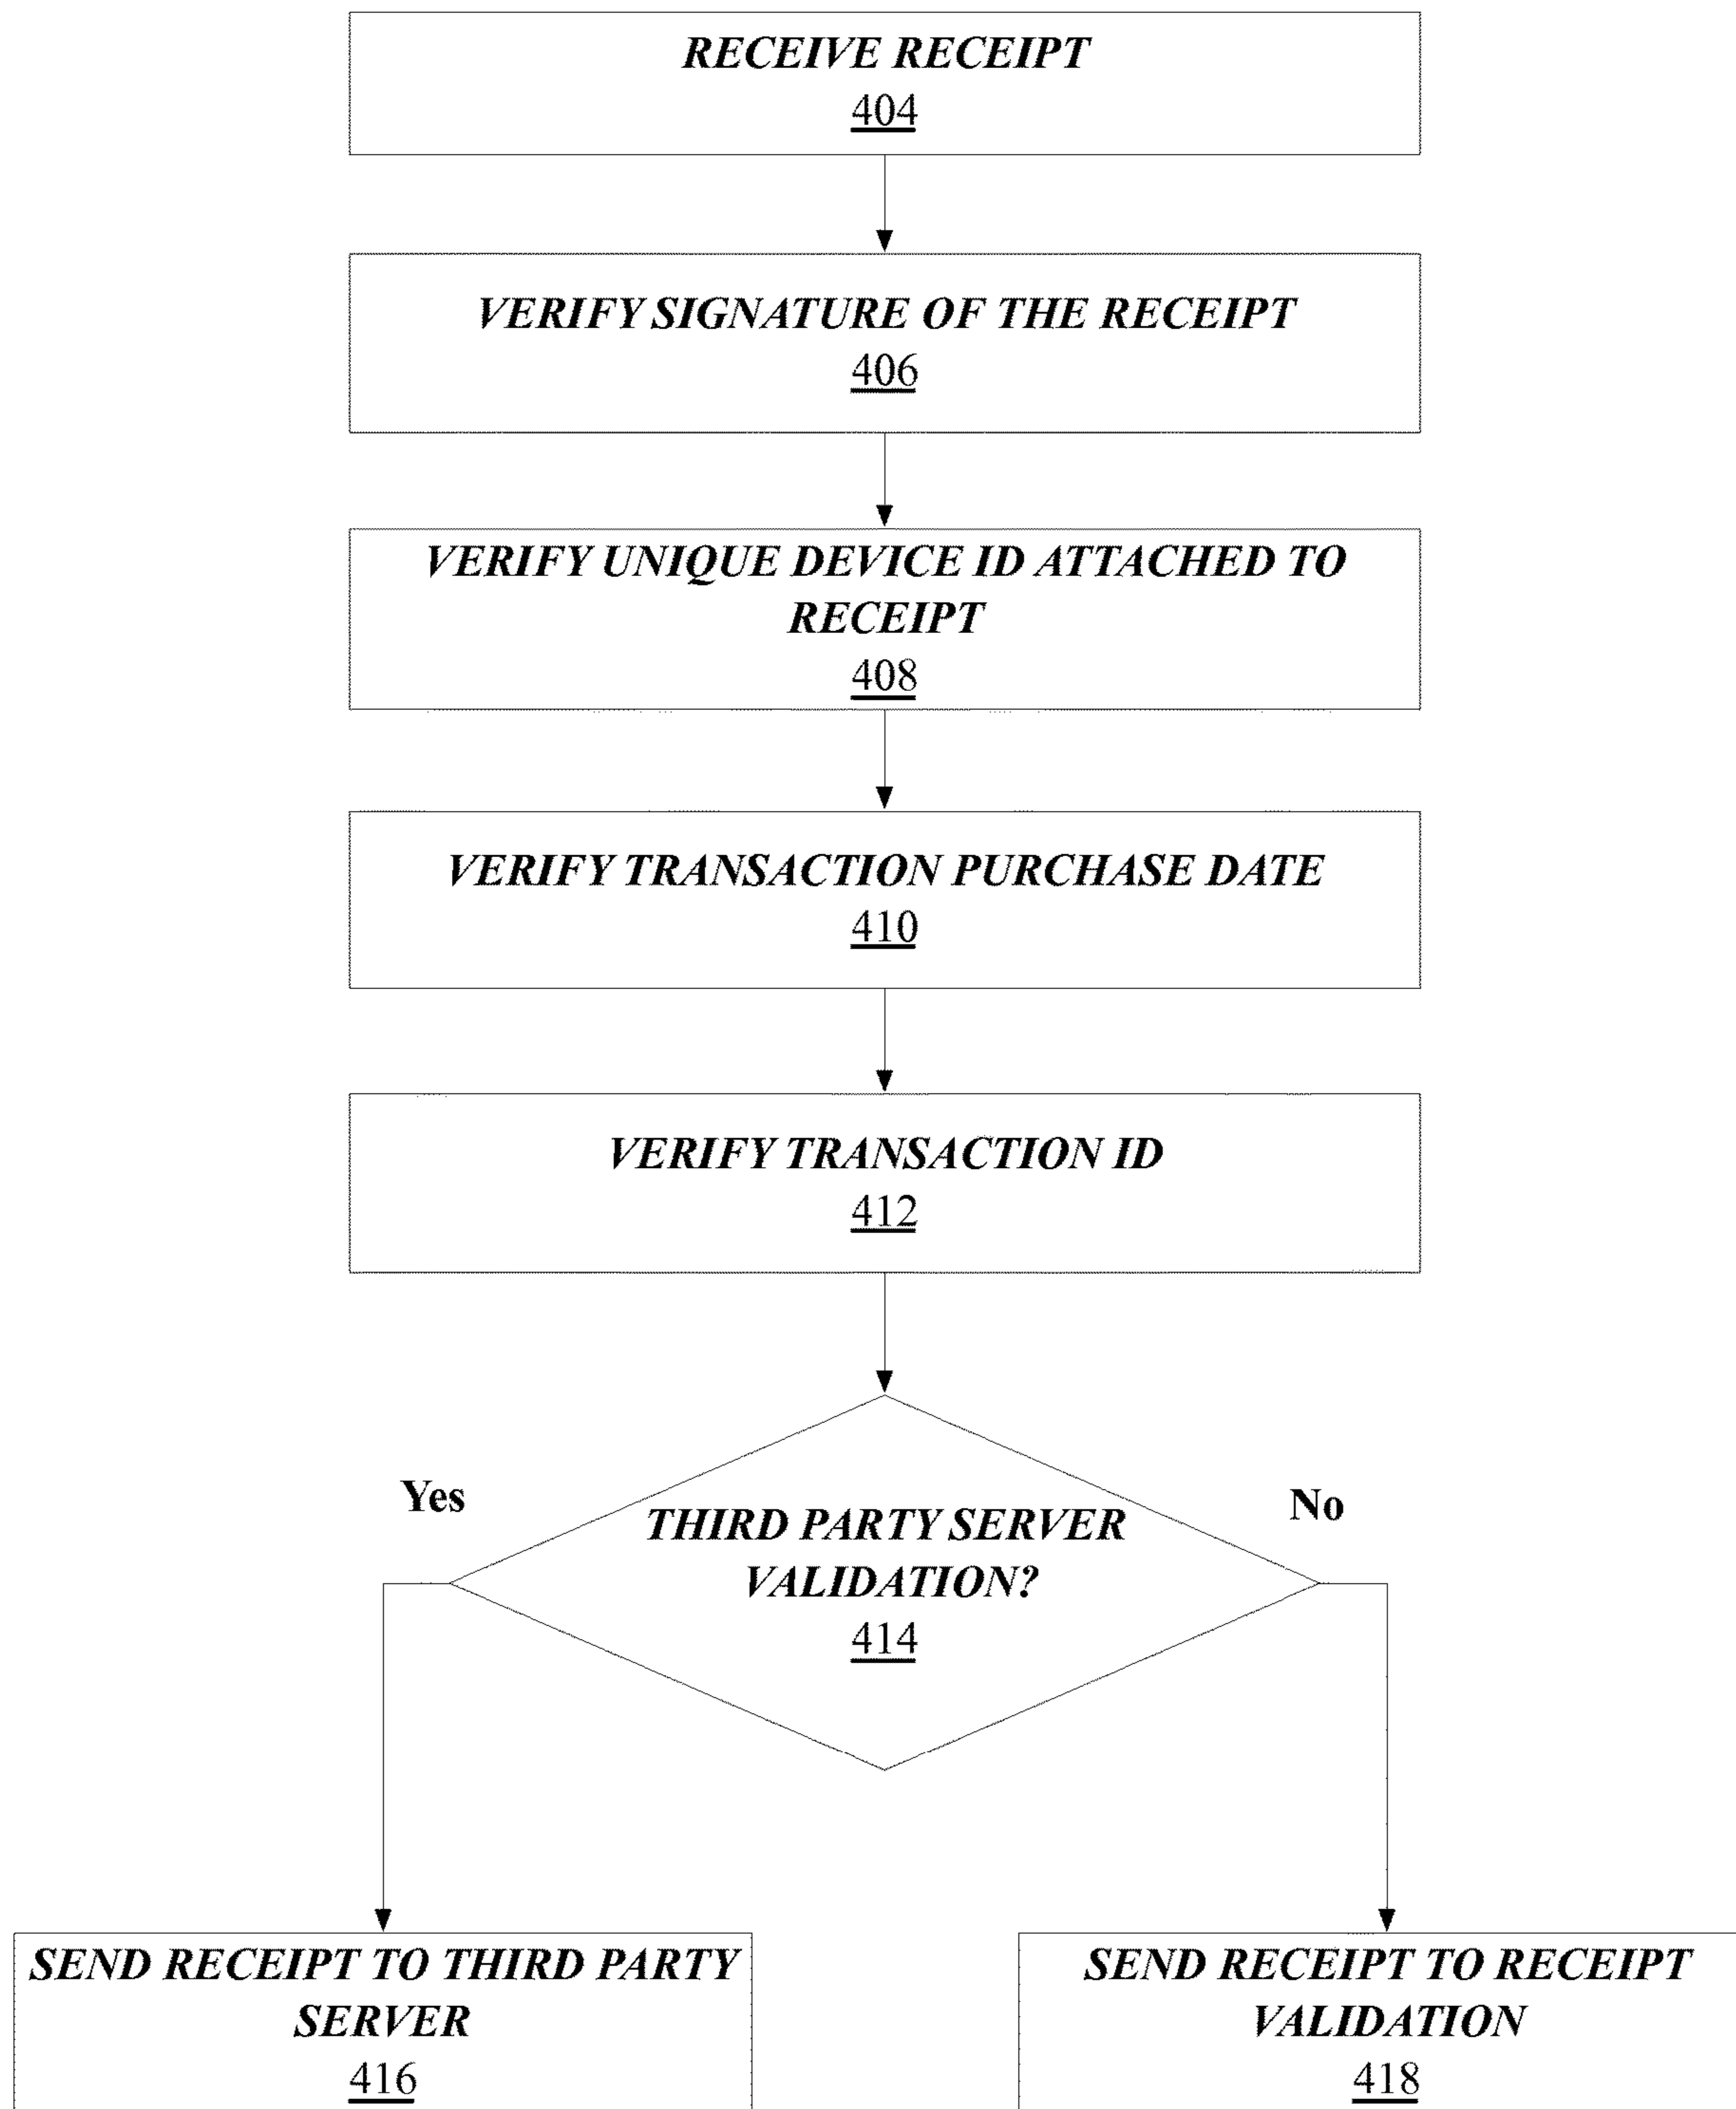 RECEIVE RECEIPT
404
VERIFY SIGNATURE OF THE RECEIPT
406
VERIFY UNIQUE DEVICE ID ATTACHED TO
RECEIPT
408
VERIFY TRANSACTION PURCHASE DATE
410
VERIFY TRANSACTION ID
412
Yes
No
THIRD PARTY SERVER
VALIDATION?
414
SEND RECEIPT TO THIRD PARTY
SERVER
416
SEND RECEIPT TO RECEIPT
VALIDATION
418